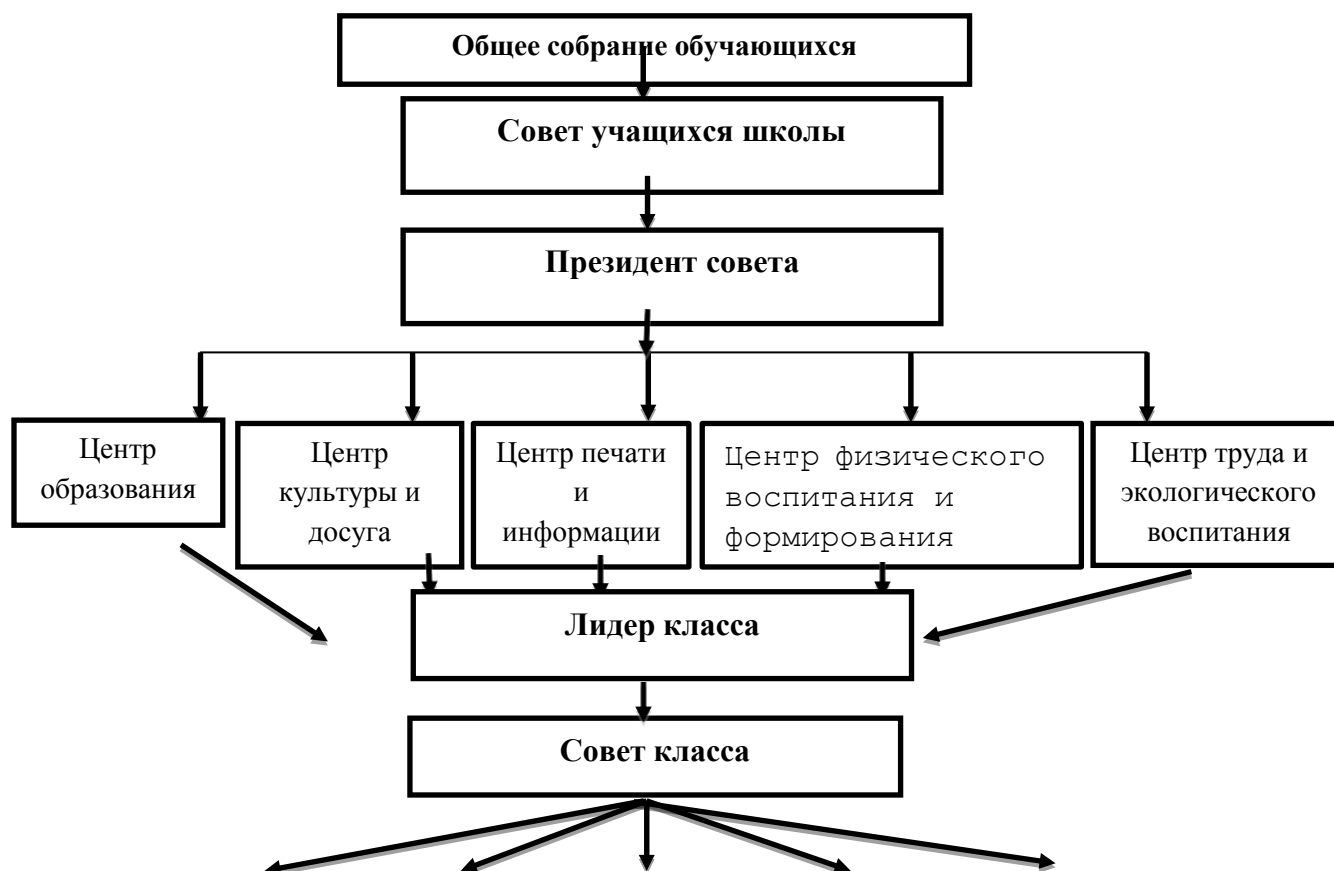 Общее собрание обучающихся
Совет учащихся школы
Президент совета
Центр
образования
Центр
культуры и
досуга
Центр печати
и
информации
Центр физического
воспитания и
формирования
Центр труда и
экологического
воспитания
Лидер класса
Совет класса